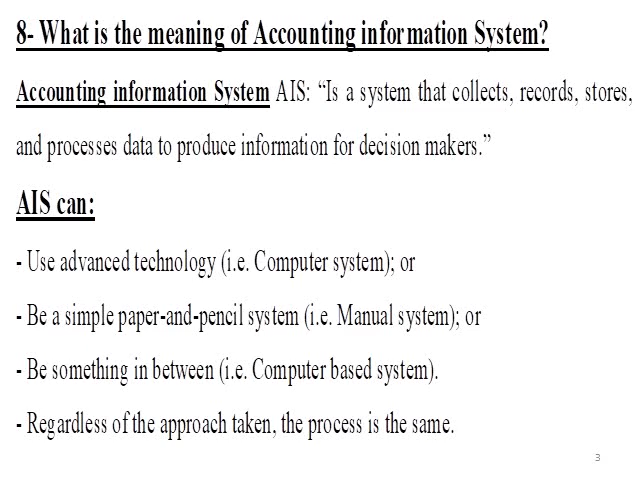 8- What is the meaning of Accounting information System?
Accounting information System AIS: “Is a system that collects, records, stores,
and processes data to produce information for decision makers.”
AIS can:
- Use advanced technology (i.e. Computer system); or
- Be a simple paper-and-pencil system (i.e. Manual system); or
- Be something in between (i.e. Computer based system).
- Regardless of the approach taken, the process is the same.
3